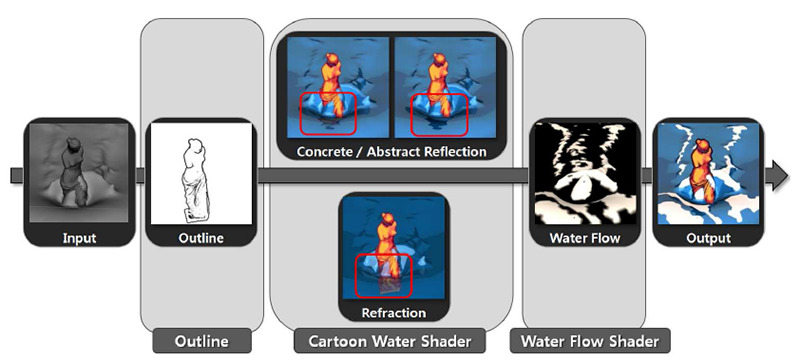 Concrete / Abstract Reflection
Input
Outline
Water Flow
Output
Refraction
Outline
Cartoon Water Shader
Water Flow Shader